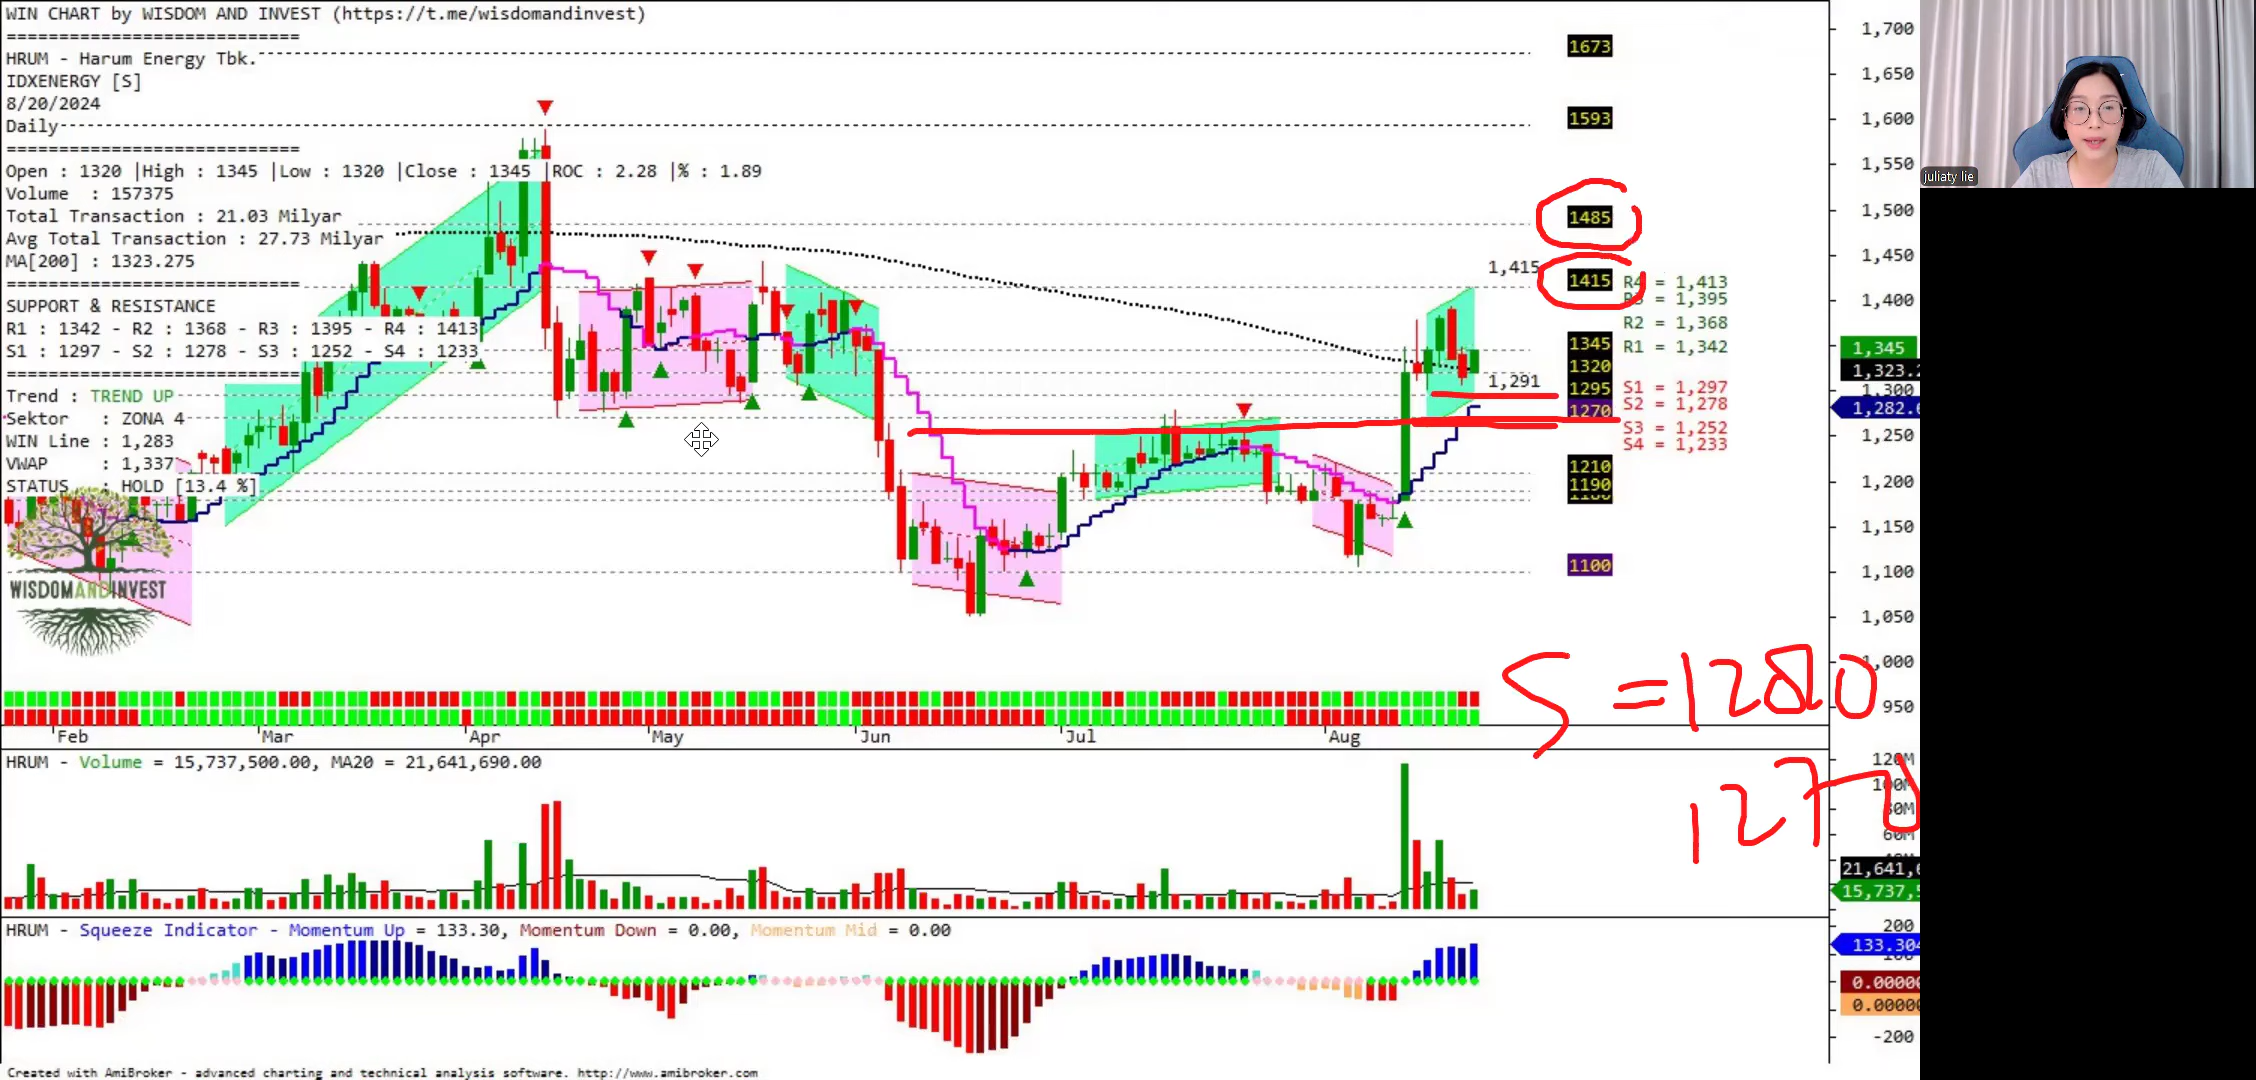 WIN CHART by WISDOM AND INVEST (https://t.me/wisdomandinvest)
============================
HRUM - Harum Energy Tbk.
IDXENERGY [S]
8/20/2024
Daily
============================
Open : 1320 |High : 1345 |Low : 1320 |Close : 1345 |ROC : 2.28 |% : 1.89
Volume : 157375
Total Transaction : 21.03 Milyar
Avg Total Transaction : 27.73 Milyar
MA[200] : 1323.275
============================
SUPPORT & RESISTANCE
R1 : 1342 - R2 : 1368 - R3 : 1395 - R4 : 1413
S1 : 1297 - S2 : 1278 - S3 : 1252 - S4 : 1233
============================
Trend : TREND UP
Sektor : ZONA 4
WIN Line : 1,283
VWAP : 1,337
STATUS : HOLD [13.4 %]
WISDOMANDINVEST
1673
1593
1485
1,415
1415
1345
1320
1,291
1295
1270
1210
1190
1100
R4 = 1,413
R3 = 1,395
R2 = 1,368
R1 = 1,342
S1 = 1,297
S2 = 1,278
S3 = 1,252
S4 = 1,233
1,700
1,650
1,600
1,550
1,500
1,450
1,400
1,345
1,323.2
1,300
1,282.0
1,250
1,200
1,150
1,100
1,050
1,000
950
juliaty lie
S = 1280
1270
Feb Mar Apr May Jun Jul Aug
HRUM - Volume = 15,737,500.00, MA20 = 21,641,690.00
120M
100M
80M
60M
21,641,6
15,737,5
HRUM - Squeeze Indicator - Momentum Up = 133.30, Momentum Down = 0.00, Momentum Mid = 0.00
200
133.304
0.00000
0.00000
-200
Created with AmiBroker - advanced charting and technical analysis software. http://www.amibroker.com